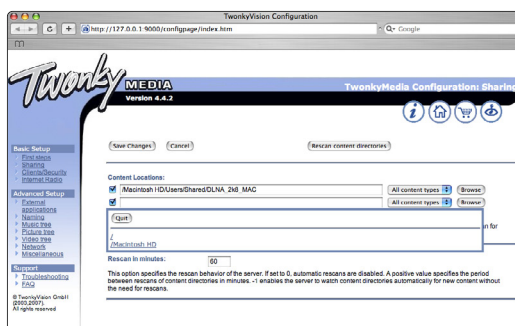 TwonkyVision Configuration
http://127.0.0.1:9000/configpage/index.htm
Google
Twonky
MEDIA
Version 4.4.2
TwonkyMedia Configuration: Sharing
Save Changes
Cancel
Rescan content directories
Basic Setup
First steps
Sharing
Clients/Security
Internet Radio
Advanced Setup
External
applications
Naming
Music tree
Picture tree
Video tree
Network
Miscellaneous
Support
Troubleshooting
FAQ
© TwonkyVision GmbH
(2003,2007).
All rights reserved
Content Locations:
/Macintosh HD/Users/Shared/DLNA_2k8_MAC
All content types
Browse
All content types
Browse
Quit
/
/Macintosh HD
n for
Rescan in minutes:
60
This option specifies the rescan behavior of the server. If set to 0, automatic rescans are disabled. A positive value specifies the period
between rescans of content directories in minutes. -1 enables the server to watch content directories automatically for new content without
the need for rescans.